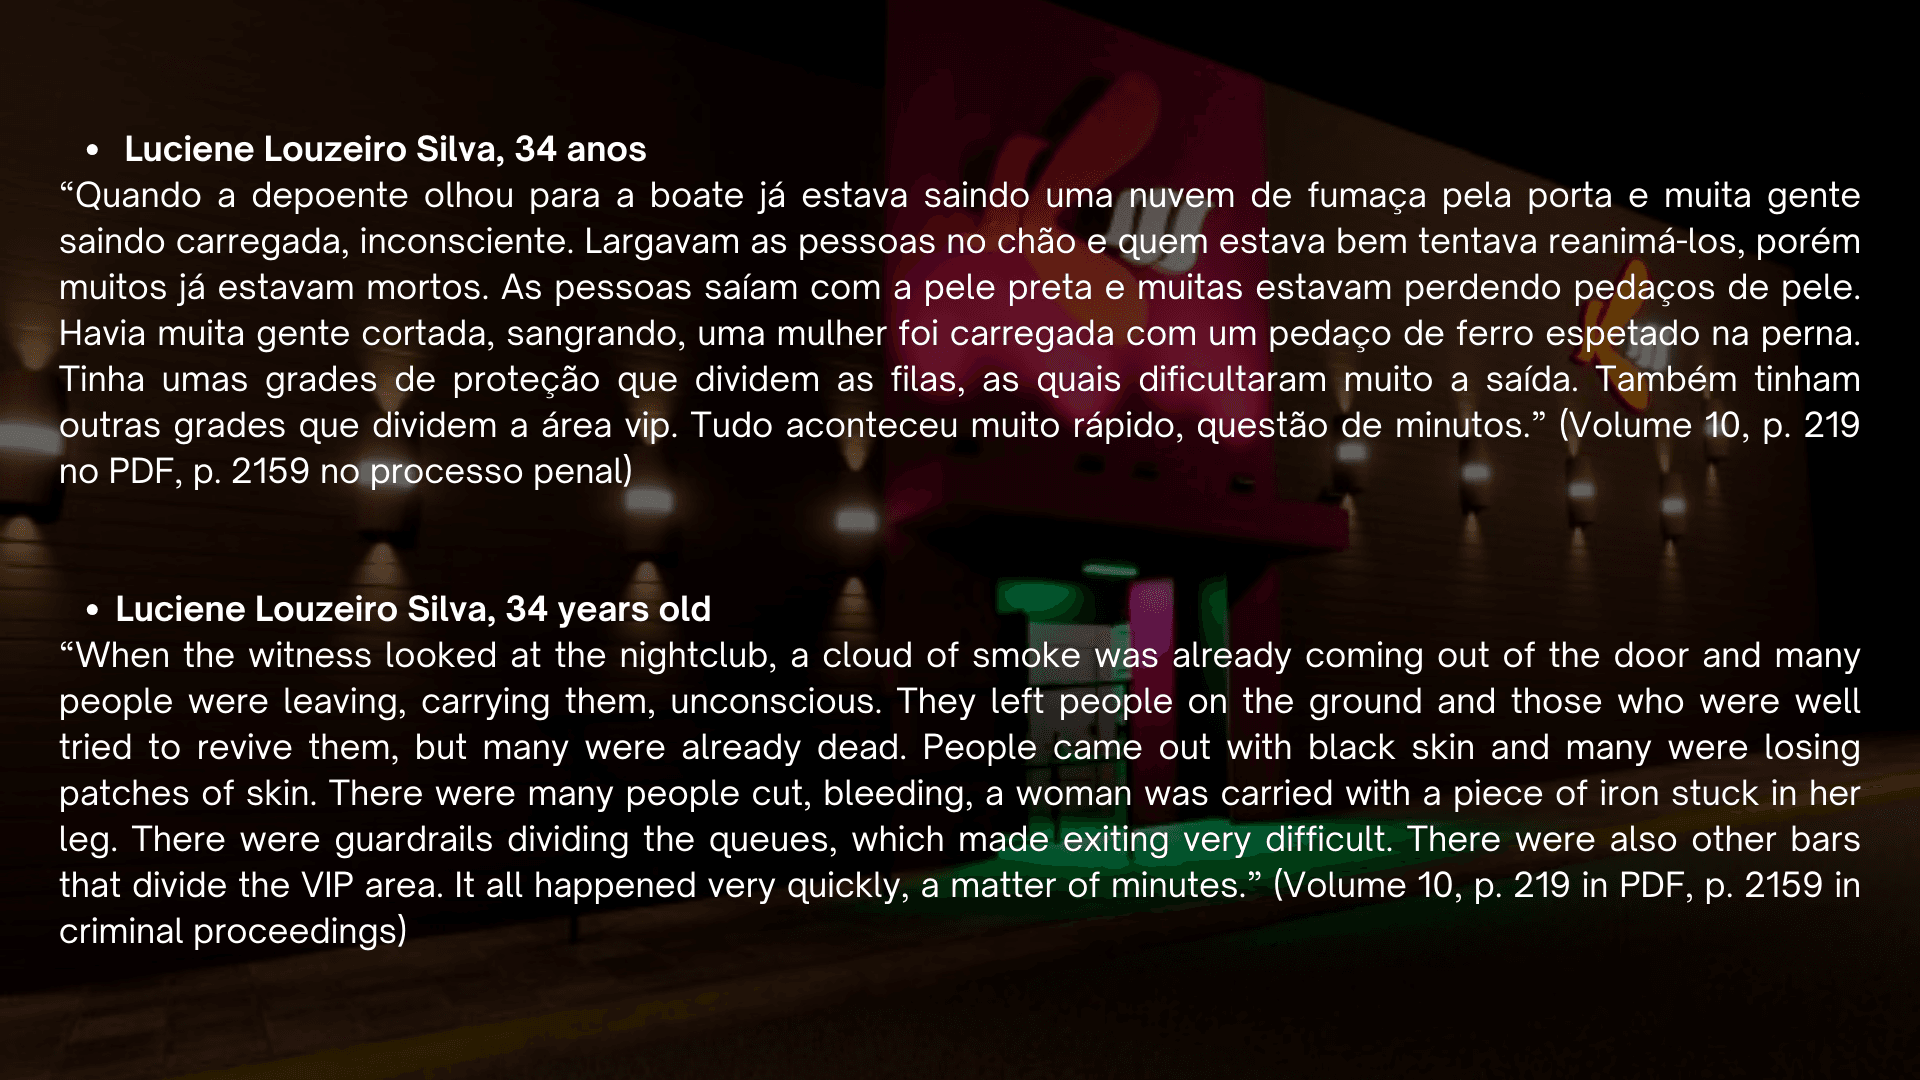 • Luciene Louzeiro Silva, 34 anos
“Quando a depoente olhou para a boate já estava saindo uma nuvem de fumaça pela porta e muita gente
saindo carregada, inconsciente. Largavam as pessoas no chão e quem estava bem tentava reanimá-los, porém
muitos já estavam mortos. As pessoas saíam com a pele preta e muitas estavam perdendo pedaços de pele.
Havia muita gente cortada, sangrando, uma mulher foi carregada com um pedaço de ferro espetado na perna.
Tinha umas grades de proteção que dividem as filas, as quais dificultaram muito a saída. Também tinham
outras grades que dividem a área vip. Tudo aconteceu muito rápido, questão de minutos.” (Volume 10, p. 219
no PDF, p. 2159 no processo penal)
• Luciene Louzeiro Silva, 34 years old
“When the witness looked at the nightclub, a cloud of smoke was already coming out of the door and many
people were leaving, carrying them, unconscious. They left people on the ground and those who were well
tried to revive them, but many were already dead. People came out with black skin and many were losing
patches of skin. There were many people cut, bleeding, a woman was carried with a piece of iron stuck in her
leg. There were guardrails dividing the queues, which made exiting very difficult. There were also other bars
that divide the VIP area. It all happened very quickly, a matter of minutes.” (Volume 10, p. 219 in PDF, p. 2159 in
criminal proceedings)